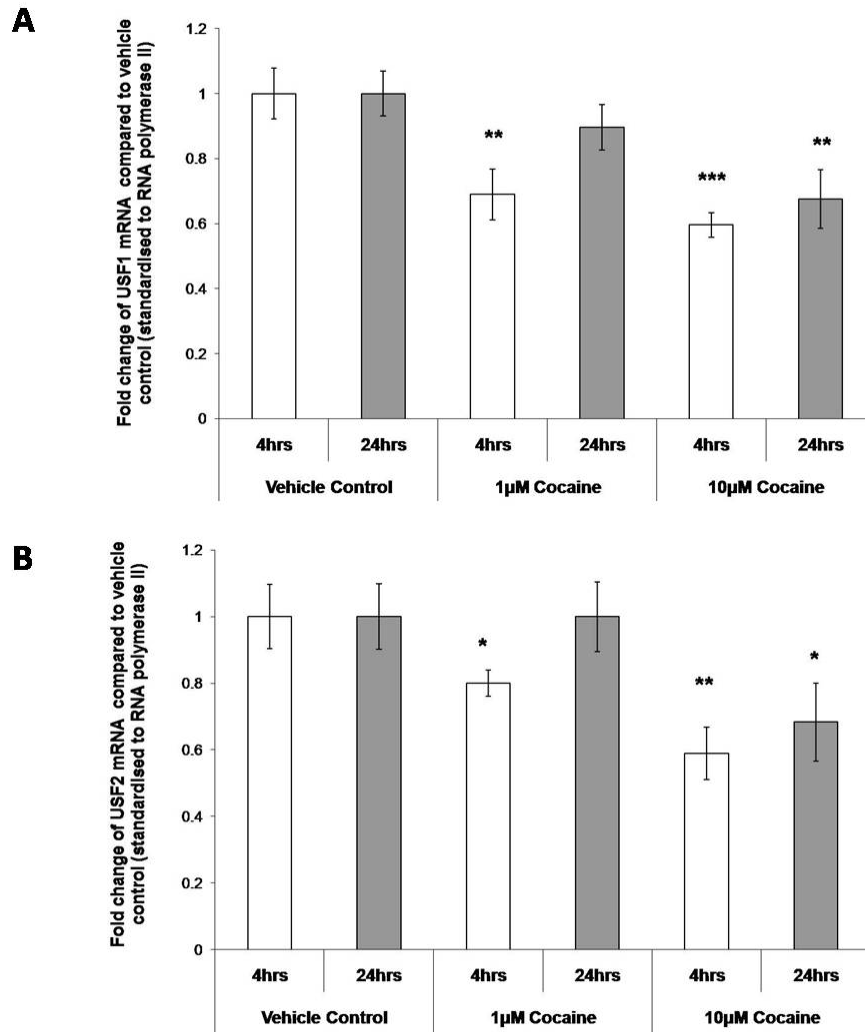 A
Fold change of USF1 mRNA compared to vehicle
control (standardised to RNA polymerase II)
1.2
1
0.8
0.6
0.4
0.2
0
**
***
**
4hrs 24hrs 4hrs 24hrs 4hrs 24hrs
Vehicle Control 1µM Cocaine 10µM Cocaine
B
Fold change of USF2 mRNA compared to vehicle
control (standardised to RNA polymerase II)
1.2
1
0.8
0.6
0.4
0.2
0
*
**
*
4hrs 24hrs 4hrs 24hrs 4hrs 24hrs
Vehicle Control 1µM Cocaine 10µM Cocaine